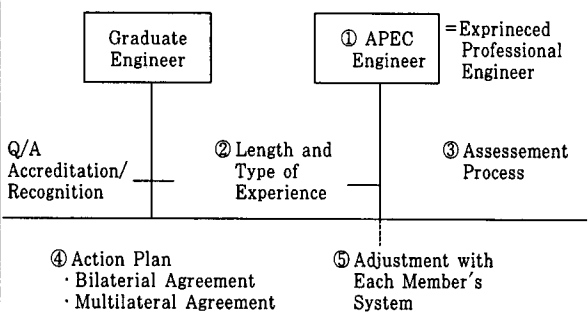 Graduate
Engineer
① APEC
Engineer
=Exprineced
Professional
Engineer
Q/A
Accreditation/
Recognition
② Length and
Type of
Experience
③ Assessement
Process
④ Action Plan
· Bilaterial Agreement
· Multilateral Agreement
⑤ Adjustment with
Each Member's
System